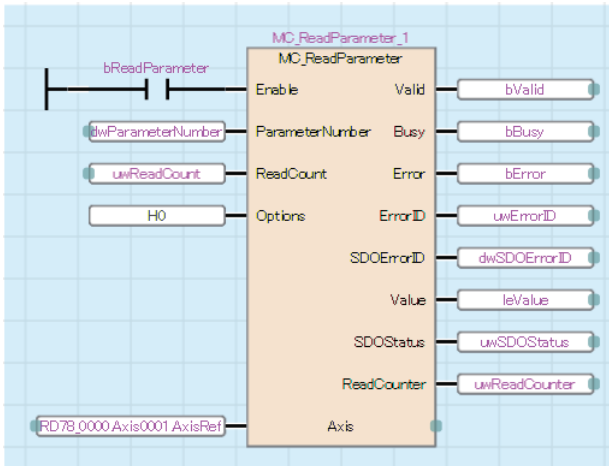 MC_ReadParameter_1
MC_ReadParameter
bReadParameter
Enable Valid bValid
dwParameterNumber ParameterNumber Busy bBusy
uwReadCount ReadCount Error bError
H0 Options ErrorID uwErrorID
SDOErrorID dwSDOErrorID
Value leValue
SDOStatus uwSDOStatus
ReadCounter uwReadCounter
RD78_0000.Axis0001.AxisRef Axis